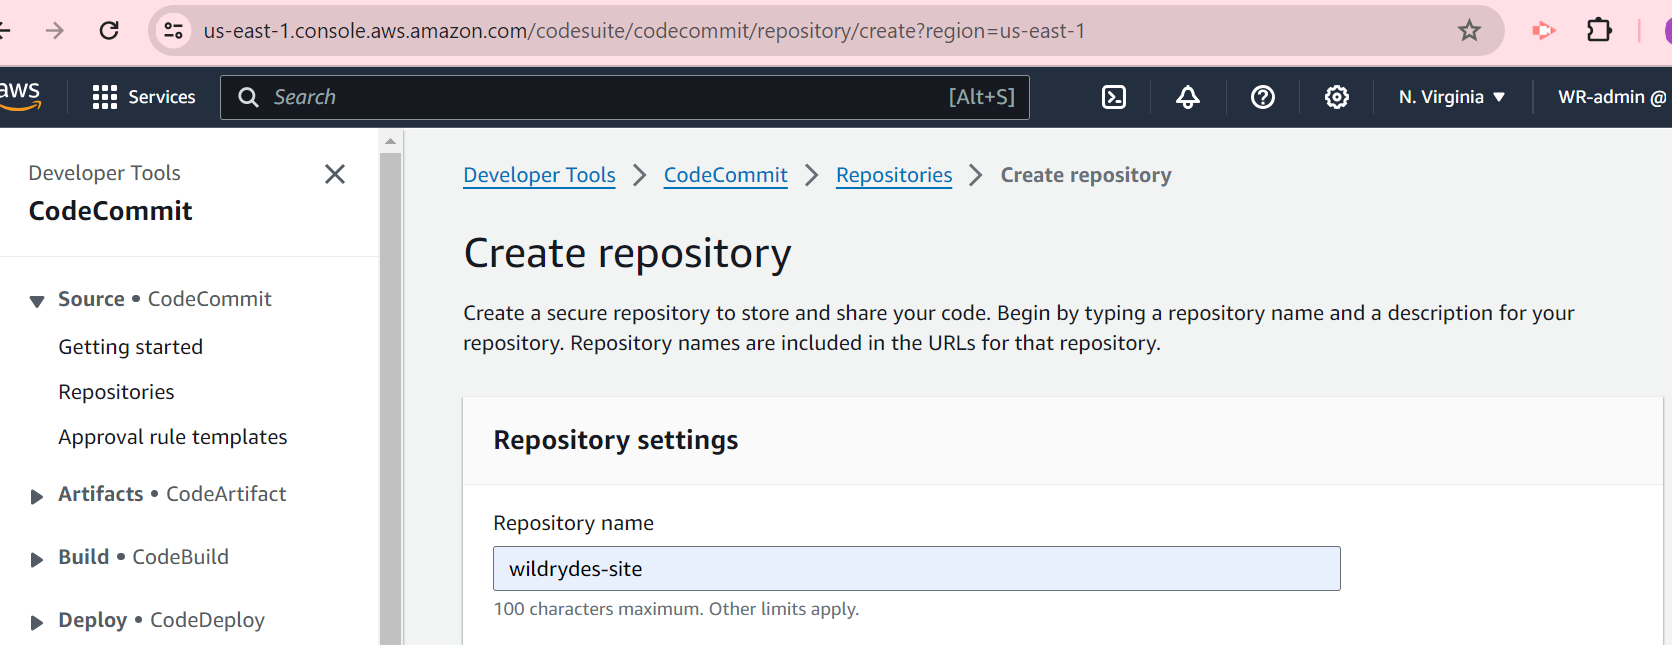 us-east-1.console.aws.amazon.com/codesuite/codecommit/repository/create?region=us-east-1
aws
Services
Search
[Alt+S]
N. Virginia
WR-admin @
Developer Tools
CodeCommit
Source • CodeCommit
Getting started
Repositories
Approval rule templates
Artifacts • CodeArtifact
Build • CodeBuild
Deploy • CodeDeploy
Developer Tools
CodeCommit
Repositories
Create repository
Create repository
Create a secure repository to store and share your code. Begin by typing a repository name and a description for your
repository. Repository names are included in the URLs for that repository.
Repository settings
Repository name
wildrydes-site
100 characters maximum. Other limits apply.